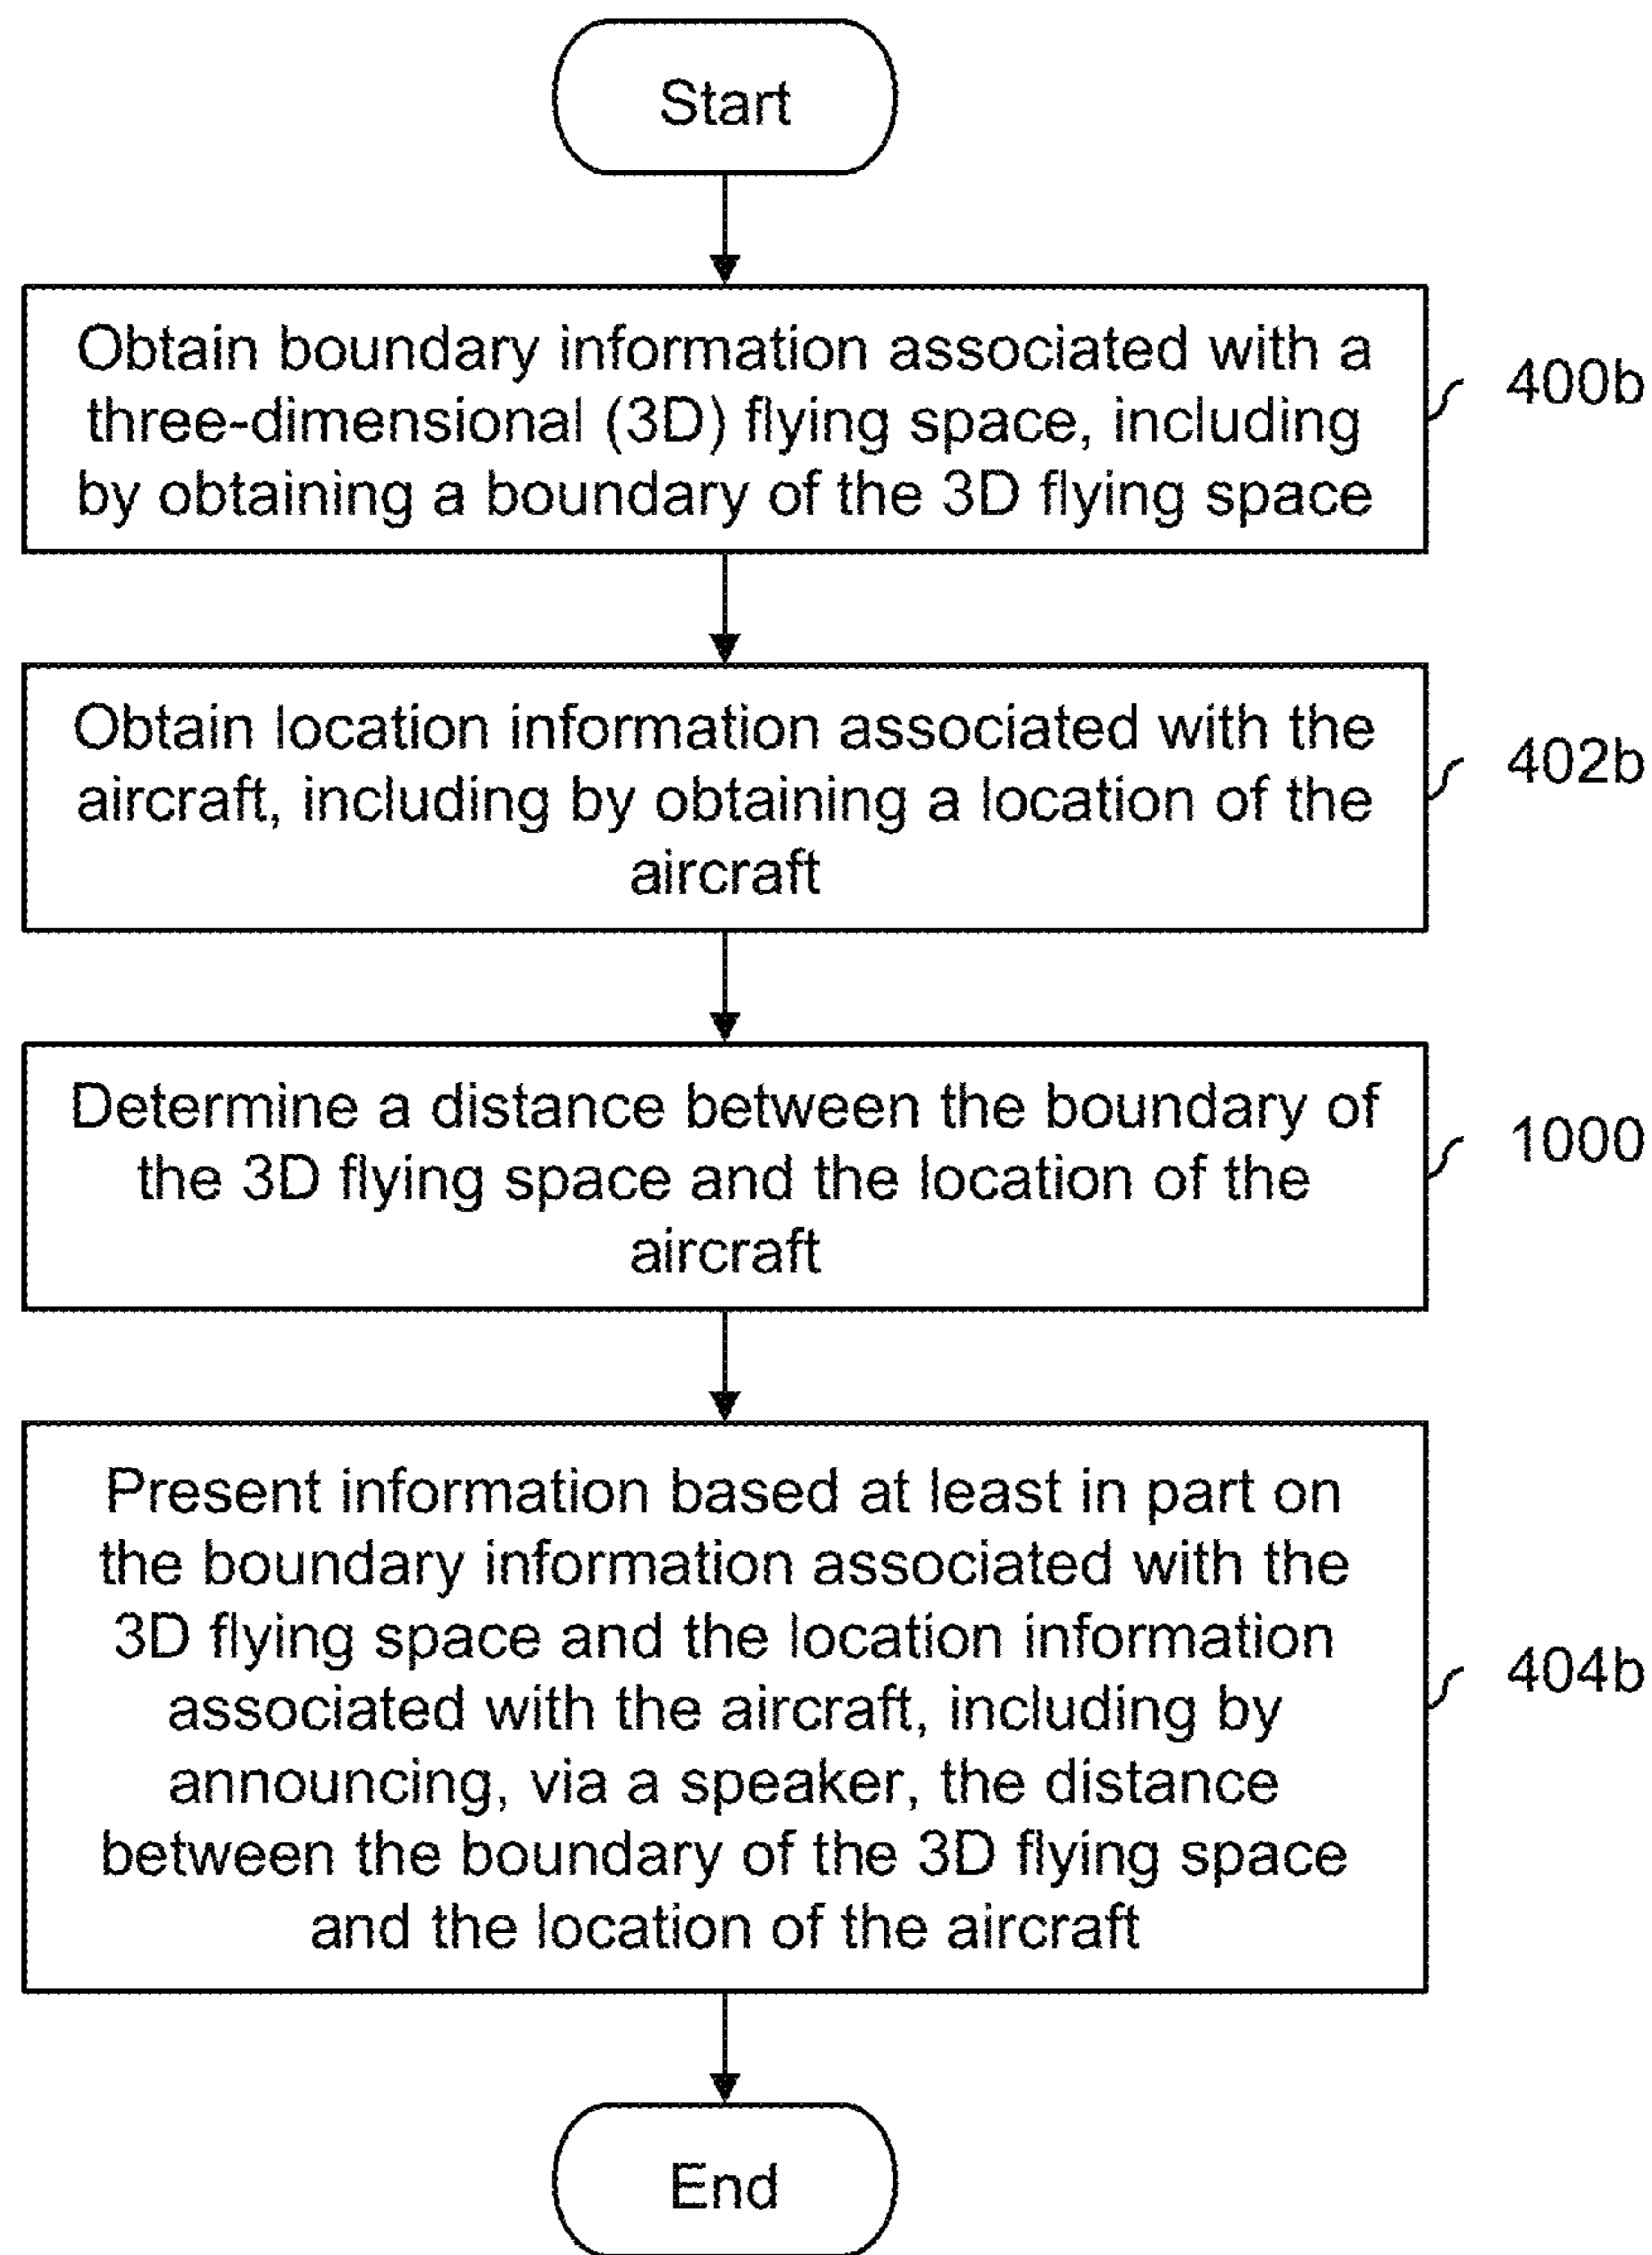 Start
Obtain boundary information associated with a
three-dimensional (3D) flying space, including
by obtaining a boundary of the 3D flying space
400b
Obtain location information associated with the
aircraft, including by obtaining a location of the
aircraft
402b
Determine a distance between the boundary of
the 3D flying space and the location of the
aircraft
1000
Present information based at least in part on
the boundary information associated with the
3D flying space and the location information
associated with the aircraft, including by
announcing, via a speaker, the distance
between the boundary of the 3D flying space
and the location of the aircraft
404b
End